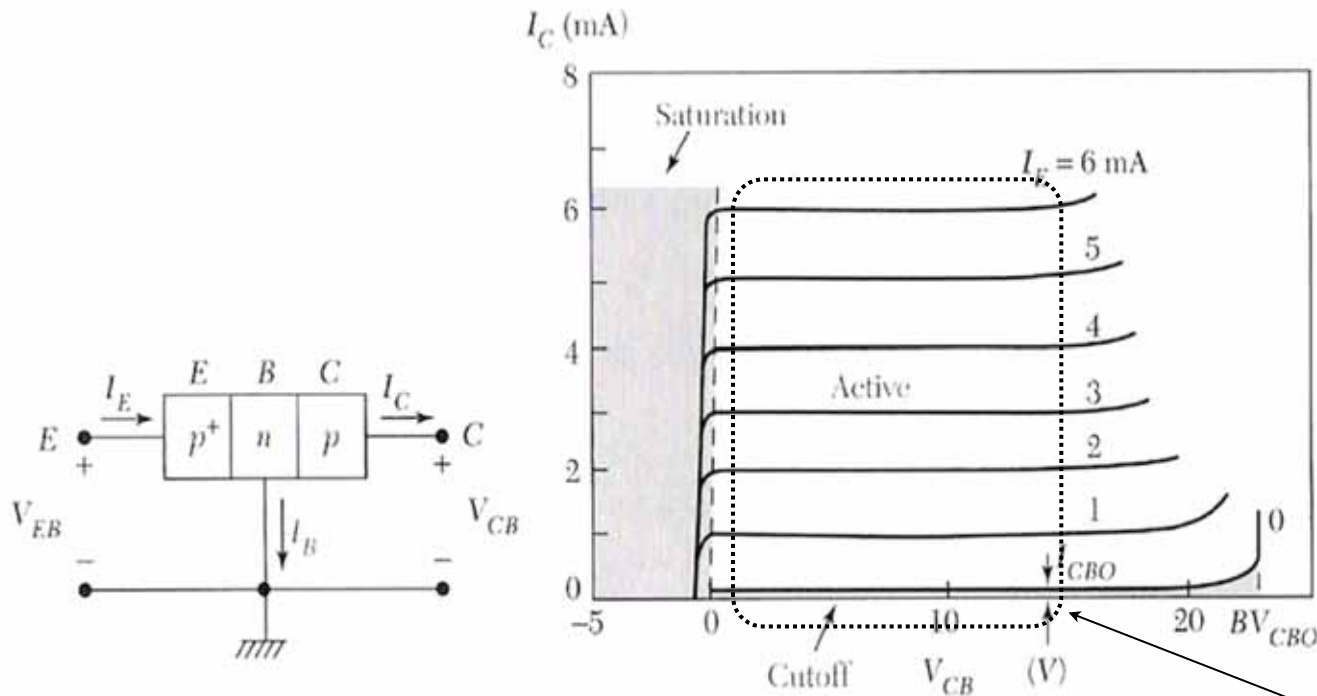 E B C
I_E
I_C
E
p⁺
n
p
C
+
+
V_EB
I_B
V_CB
–
–
I_C (mA)
8
Saturation
I_E = 6 mA
6
5
4
4
3
Active
2
2
1
0
I_CBO
0
–5
0
10
20
BV_CBO
Cutoff
V_CB
(V)